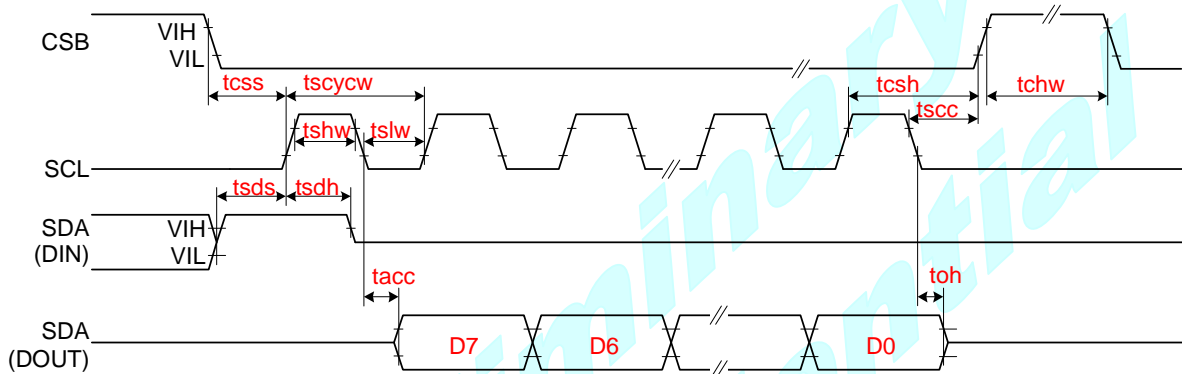 CSB
VIH
VIL
tcss
tscycw
tcsh
tchw
tscc
tshw
tslw
SCL
tsds
tsdh
SDA
(DIN)
VIH
VIL
tacc
toh
SDA
(DOUT)
D7
D6
D0